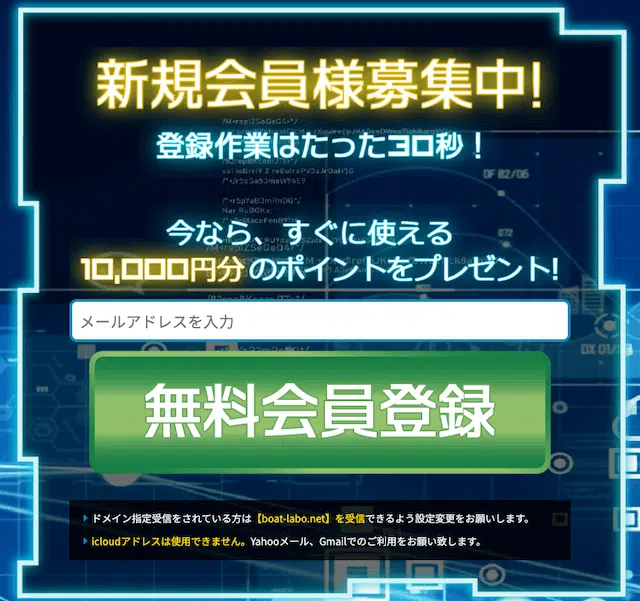 新規会員様募集中!
登録作業はたった30秒！
今なら、すぐに使える
10,000円分のポイントをプレゼント!
メールアドレスを入力
無料会員登録
ドメイン指定受信をされている方は【boat-labo.net】を受信できるよう設定変更をお願いします。
icloudアドレスは使用できません。Yahooメール、Gmailでのご利用をお願い致します。